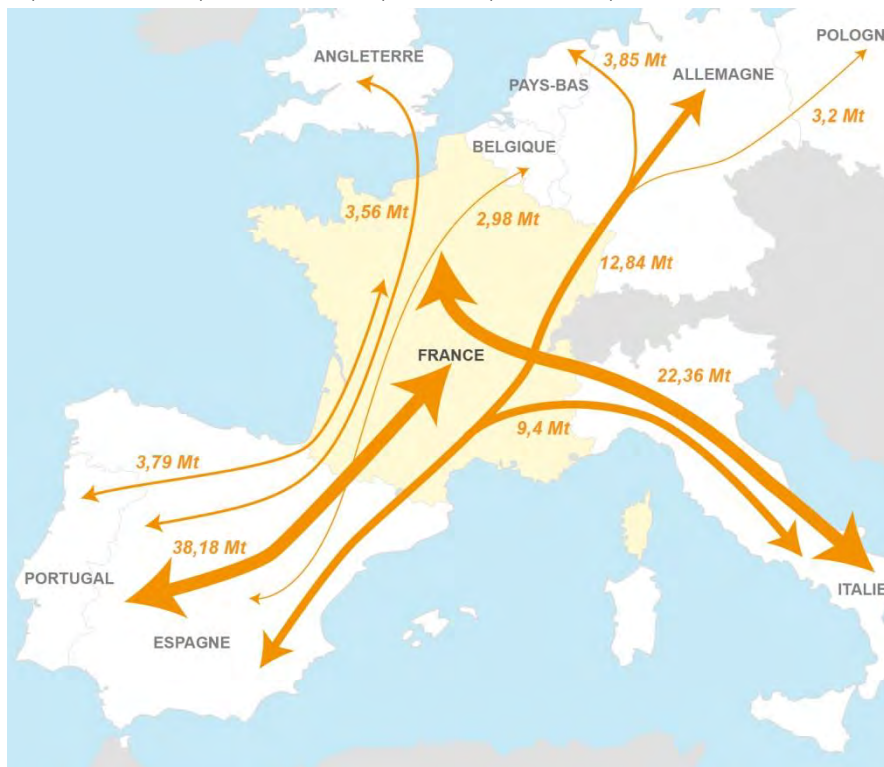 POLOGN
ANGLETERRE
3,85 Mt
ALLEMAGNE
PAYS-BAS
3,2 Mt
BELGIQUE
3,56 Mt
2,98 Mt
12,84 Mt
FRANCE
22,36 Mt
9,4 Mt
3,79 Mt
38,18 Mt
PORTUGAL
ITALIE
ESPAGNE